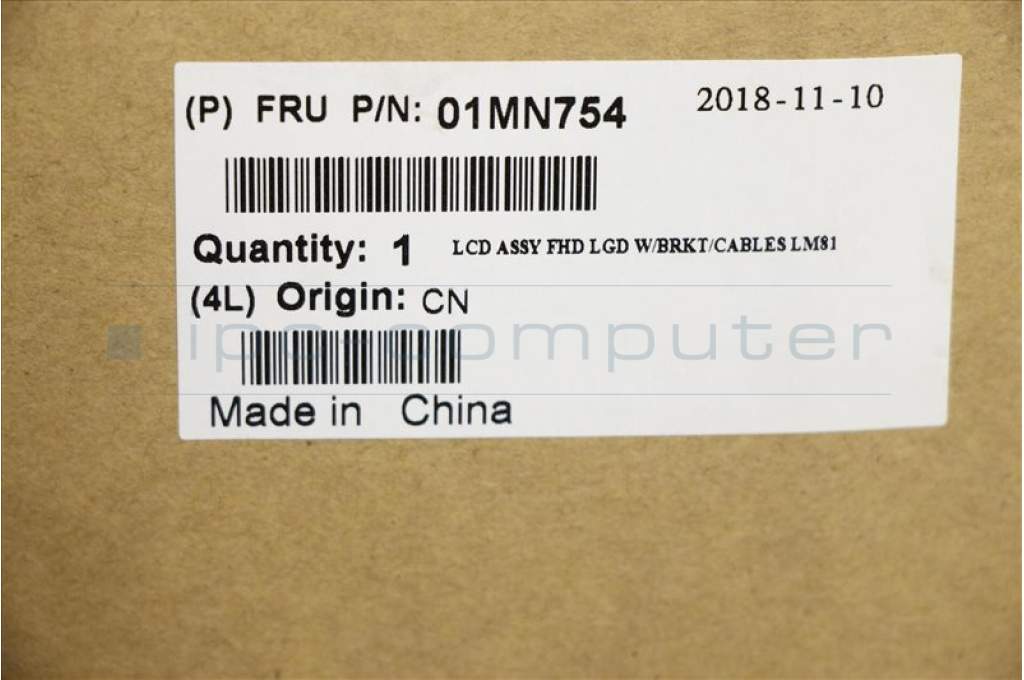 (P) FRU P/N: 01MN754 2018-11-10
Quantity: 1 LCD ASSY FHD LGD W/BRKT/CABLES LM81
(4L) Origin: CN
ipc-computer
Made in China